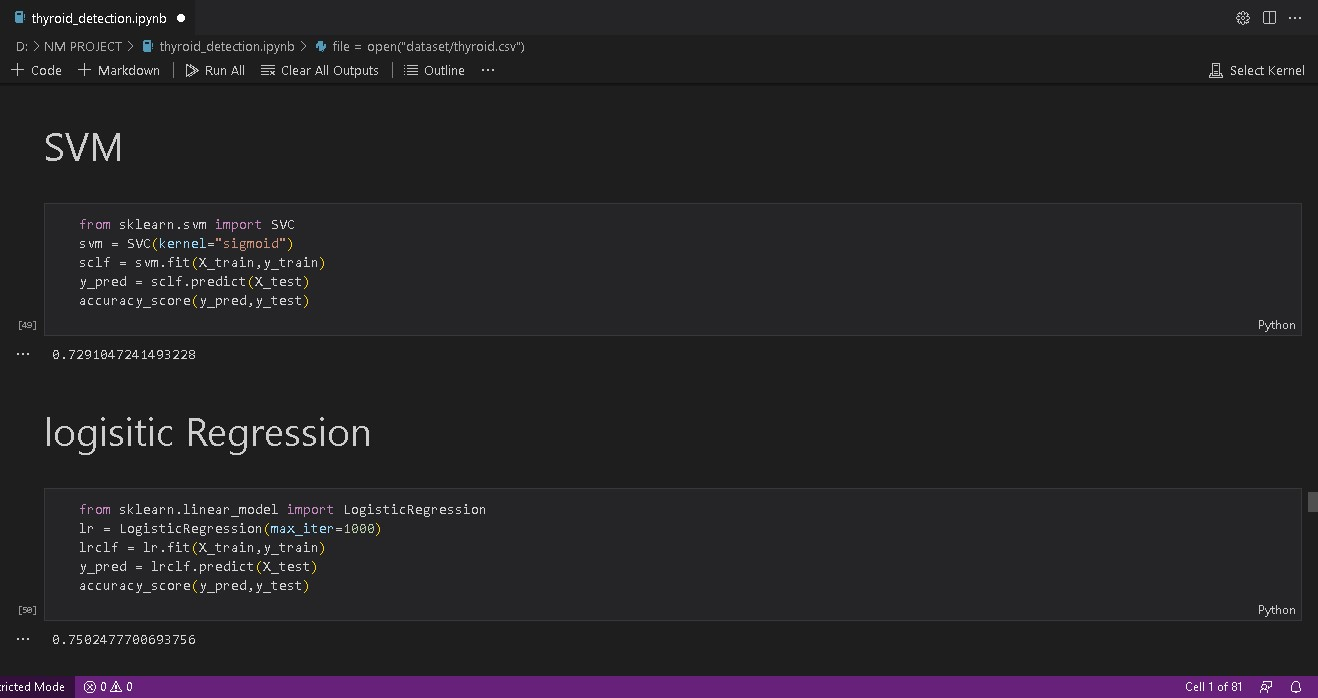 thyroid_detection.ipynb
D: > NM PROJECT > thyroid_detection.ipynb > file = open("dataset/thyroid.csv")
+ Code + Markdown | Run All Clear All Outputs | Outline ··· Select Kernel
SVM
from sklearn.svm import SVC
svm = SVC(kernel="sigmoid")
sclf = svm.fit(X_train,y_train)
y_pred = sclf.predict(X_test)
accuracy_score(y_pred,y_test)
[49]
Python
··· 0.7291047241493228
logisitic Regression
from sklearn.linear_model import LogisticRegression
lr = LogisticRegression(max_iter=1000)
lrclf = lr.fit(X_train,y_train)
y_pred = lrclf.predict(X_test)
accuracy_score(y_pred,y_test)
[50]
Python
··· 0.7502477700693756
ricted Mode 0 0 Cell 1 of 81